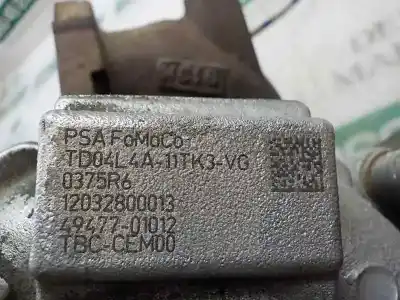 PSA FoMoCo
TD04L4A-11TK3-VG
0375R6
12032800013
49477-01012
TBC-CEM00